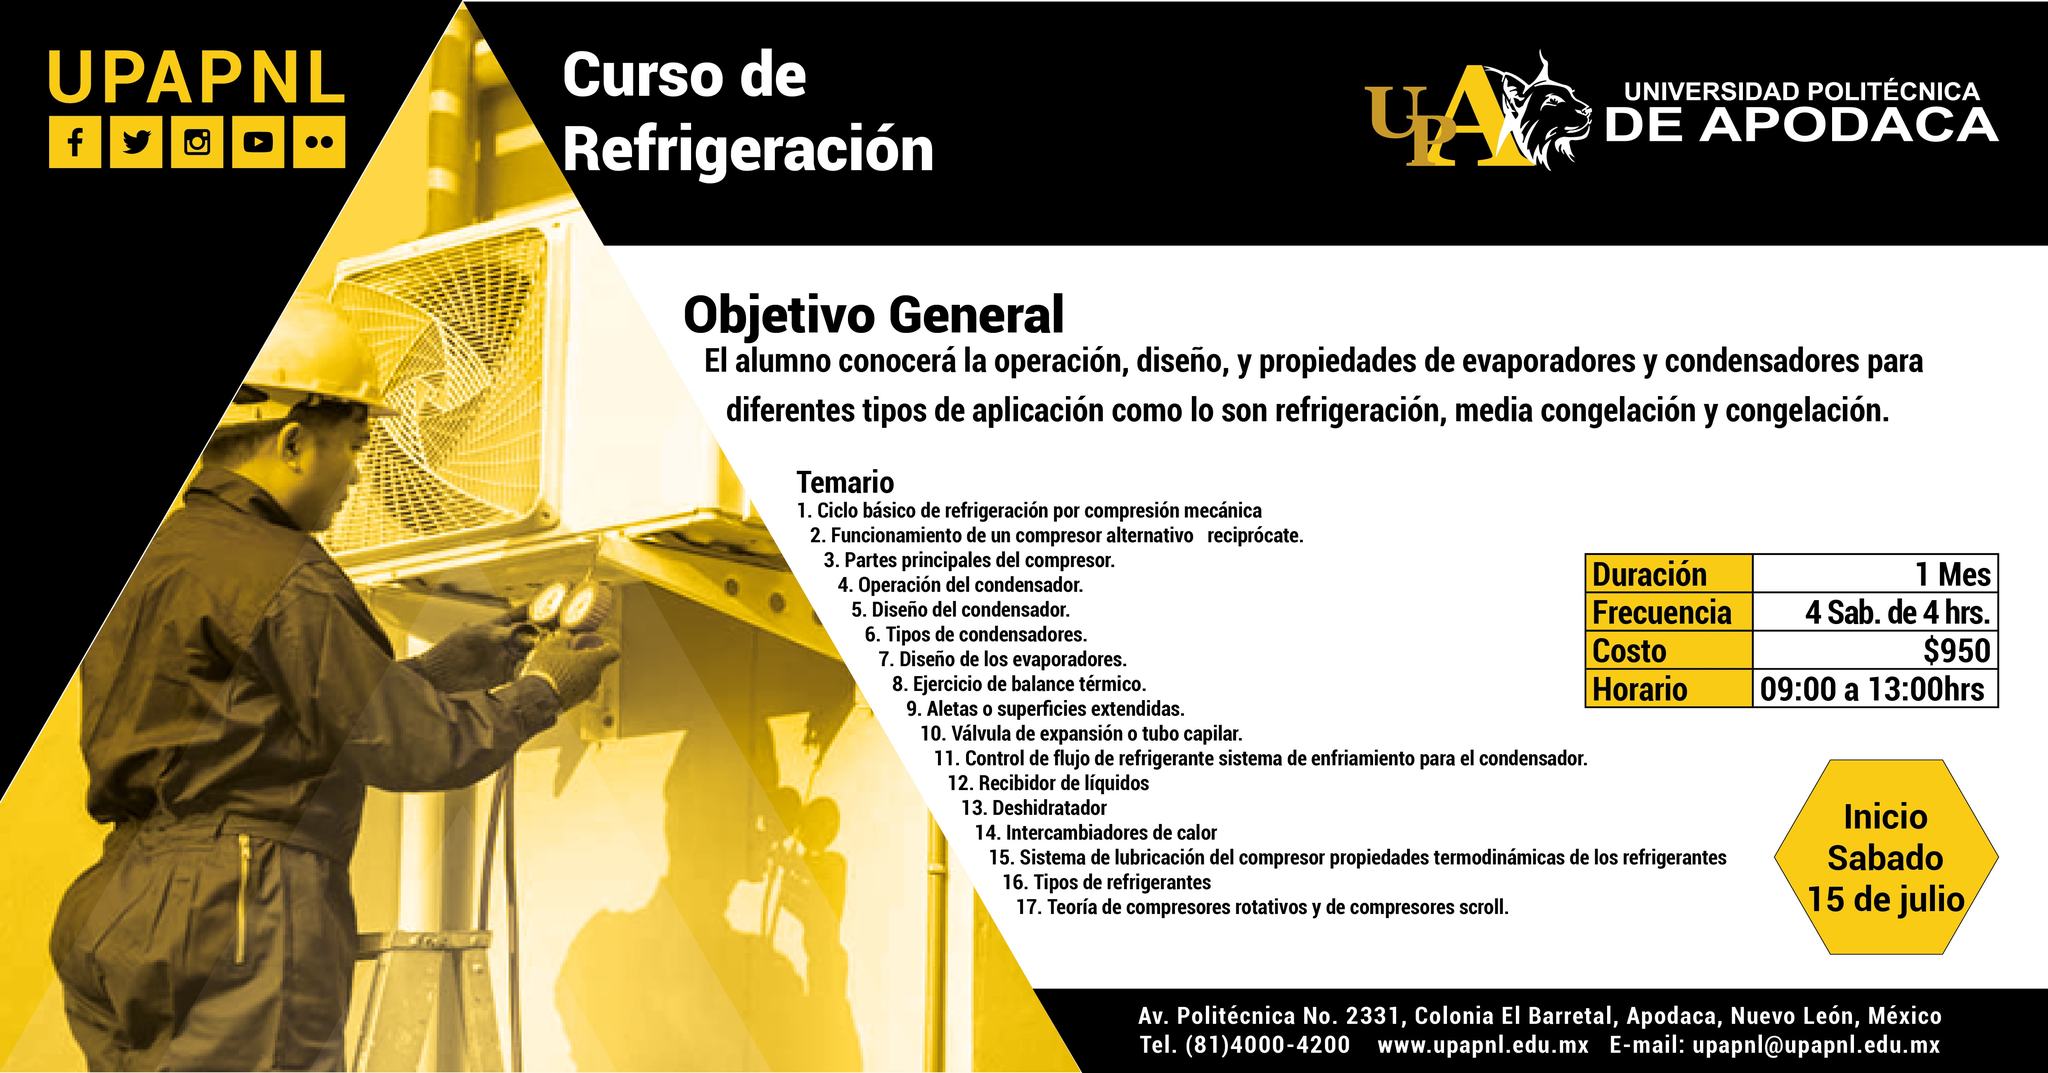 UPAPNL
Curso de
Refrigeración
UPA
UNIVERSIDAD POLITÉCNICA
DE APODACA
Objetivo General
El alumno conocerá la operación, diseño, y propiedades de evaporadores y condensadores para
diferentes tipos de aplicación como lo son refrigeración, media congelación y congelación.
Temario
1. Ciclo básico de refrigeración por compresión mecánica
2. Funcionamiento de un compresor alternativo reciprócate.
3. Partes principales del compresor.
4. Operación del condensador.
5. Diseño del condensador.
6. Tipos de condensadores.
7. Diseño de los evaporadores.
8. Ejercicio de balance térmico.
9. Aletas o superficies extendidas.
10. Válvula de expansión o tubo capilar.
11. Control de flujo de refrigerante sistema de enfriamiento para el condensador.
12. Recibidor de líquidos
13. Deshidratador
14. Intercambiadores de calor
15. Sistema de lubricación del compresor propiedades termodinámicas de los refrigerantes
16. Tipos de refrigerantes
17. Teoría de compresores rotativos y de compresores scroll.
Duración 1 Mes
Frecuencia 4 Sab. de 4 hrs.
Costo $950
Horario 09:00 a 13:00hrs
Inicio
Sabado
15 de julio
Av. Politécnica No. 2331, Colonia El Barretal, Apodaca, Nuevo León, México
Tel. (81)4000-4200 www.upapnl.edu.mx E-mail: upapnl@upapnl.edu.mx